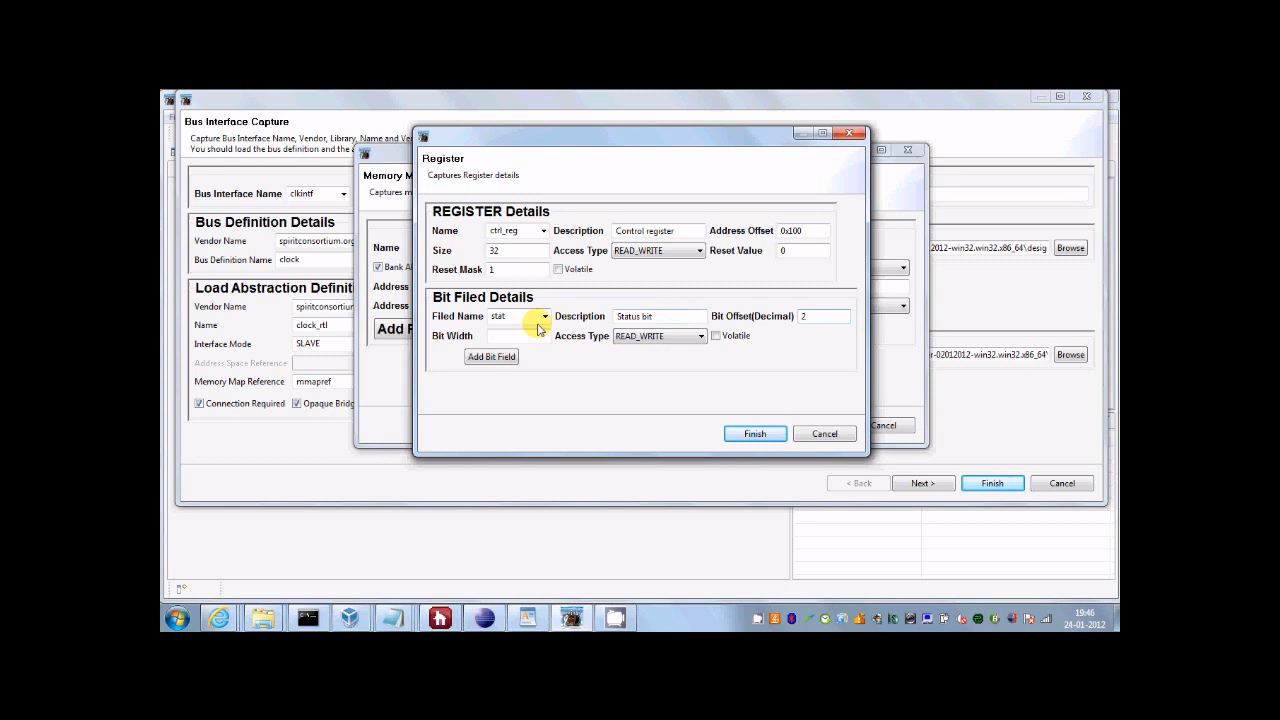 Bus Interface Capture
Capture Bus Interface Name, Vendor, Library, Name and Ve
You should load the bus definition and the a
Bus Interface Name clkintf
Bus Definition Details
Vendor Name spiritconsortium.org
Bus Definition Name clock
Load Abstraction Definit
Vendor Name spiritconsortium
Name clock_rtl
Interface Mode SLAVE
Address Space Reference
Memory Map Reference mmapref
Connection Required Opaque Bridg
Memory M
Captures m
Name
Bank Al
Address
Address
Add F
Cancel
Register
Captures Register details
REGISTER Details
Name ctrl_reg Description Control register Address Offset 0x100
Size 32 Access Type READ_WRITE Reset Value 0
Reset Mask 1 Volatile
Bit Filed Details
Filed Name stat Description Status bit Bit Offset(Decimal) 2
Bit Width Access Type READ_WRITE Volatile
Add Bit Field
Finish Cancel
2012-win32.win32.x86_64\desig Browse
r-02012012-win32.win32.x86_64\ Browse
< Back Next > Finish Cancel
19:46
24-01-2012